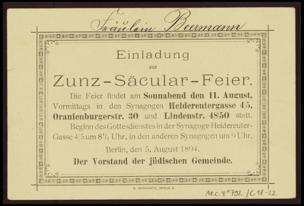 Fräulein Beermann
Einladung
zur
Zunz-Säcular-Feier.
Die Feier findet am Sonnabend den 11. August,
Vormittags in den Synagogen Heidereutergasse 4/5,
Oranienburgerstr. 30 und Lindenstr. 48/50 statt.
Beginn des Gottesdienstes in der Synagoge Heidereuter-
Gasse 4/5 um 8½ Uhr, in den anderen Synagogen um 9 Uhr.
Berlin, den 5. August 1894.
Der Vorstand der jüdischen Gemeinde.